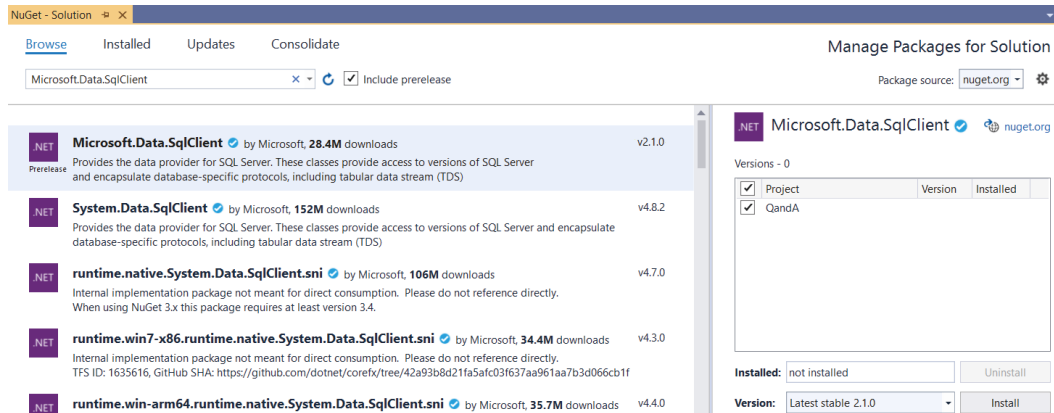 NuGet - Solution
Browse Installed Updates Consolidate
Manage Packages for Solution
Microsoft.Data.SqlClient
Include prerelease
Package source: nuget.org
.NET
Prerelease
Microsoft.Data.SqlClient by Microsoft, 28.4M downloads v2.1.0
Provides the data provider for SQL Server. These classes provide access to versions of SQL Server
and encapsulate database-specific protocols, including tabular data stream (TDS)
.NET
System.Data.SqlClient by Microsoft, 152M downloads v4.8.2
Provides the data provider for SQL Server. These classes provide access to versions of SQL Server and encapsulate
database-specific protocols, including tabular data stream (TDS)
.NET
runtime.native.System.Data.SqlClient.sni by Microsoft, 106M downloads v4.7.0
Internal implementation package not meant for direct consumption. Please do not reference directly.
When using NuGet 3.x this package requires at least version 3.4.
.NET
runtime.win7-x86.runtime.native.System.Data.SqlClient.sni by Microsoft, 34.4M downloads v4.3.0
Internal implementation package not meant for direct consumption. Please do not reference directly.
TFS ID: 1635616, GitHub SHA: https://github.com/dotnet/corefx/tree/42a93b8d21fa5afc03f637aa961aa7b3d066cb1f
.NET
runtime.win-arm64.runtime.native.System.Data.SqlClient.sni by Microsoft, 35.7M downloads v4.4.0
.NET
Microsoft.Data.SqlClient nuget.org
Versions - 0
Project Version Installed
QandA
Installed: not installed Uninstall
Version: Latest stable 2.1.0 Install